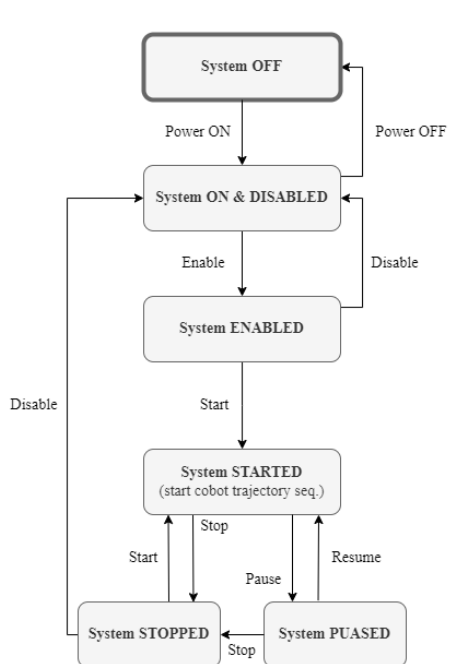 System OFF
Power ON
Power OFF
System ON & DISABLED
Enable
Disable
System ENABLED
Disable
Start
System STARTED
(start cobot trajectory seq.)
Stop
Start
Resume
Pause
System STOPPED
System PUASED
Stop